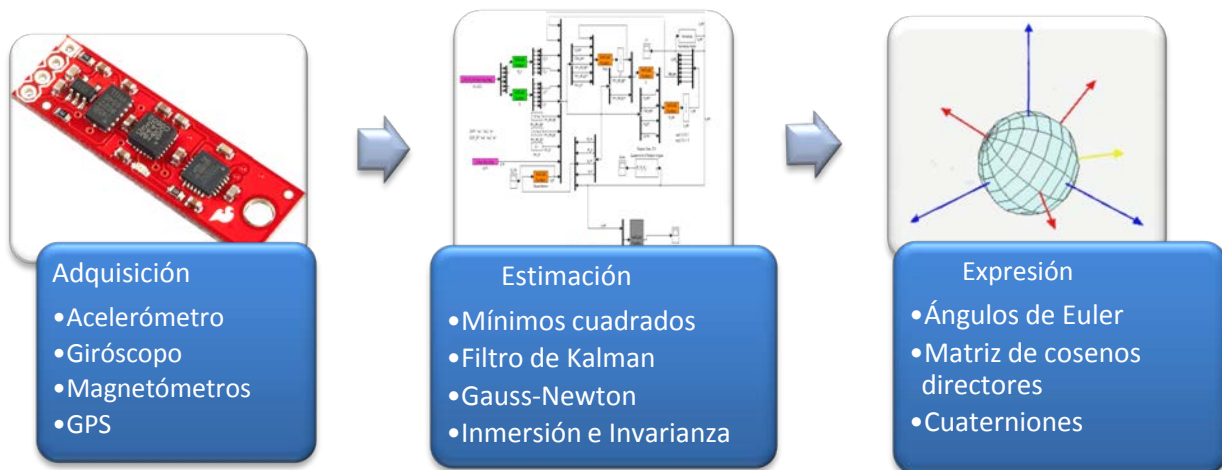 Adquisición
•Acelerómetro
•Giróscopo
•Magnetómetros
•GPS
Estimación
•Mínimos cuadrados
•Filtro de Kalman
•Gauss-Newton
•Inmersión e Invarianza
Expresión
•Ángulos de Euler
•Matriz de cosenos
directores
•Cuaterniones